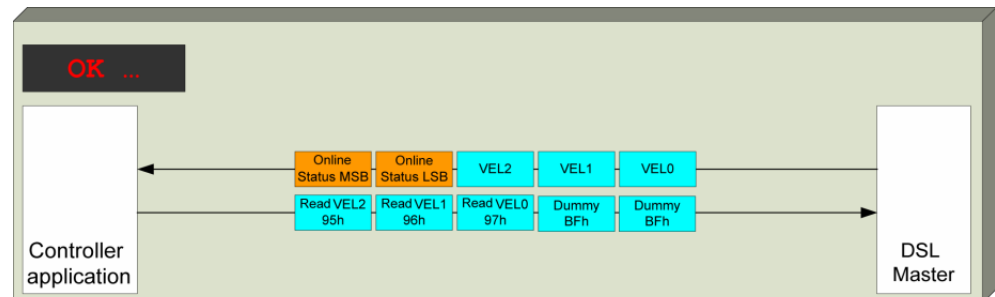 OK ...
Online
Status MSB
Online
Status LSB
VEL2
VEL1
VEL0
Read VEL2
95h
Read VEL1
96h
Read VEL0
97h
Dummy
BFh
Dummy
BFh
Controller
application
DSL
Master